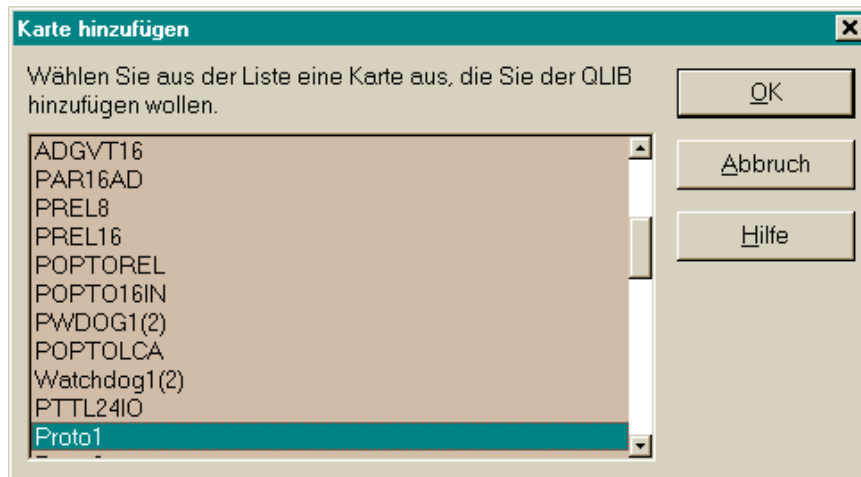 Karte hinzufügen
Wählen Sie aus der Liste eine Karte aus, die Sie der QLIB
hinzufügen wollen.
OK
Abbruch
Hilfe
ADGVT16
PAR16AD
PREL8
PREL16
POPTOREL
POPTO16IN
PWDOG1(2)
POPTOLCA
Watchdog1(2)
PTTL24IO
Proto1